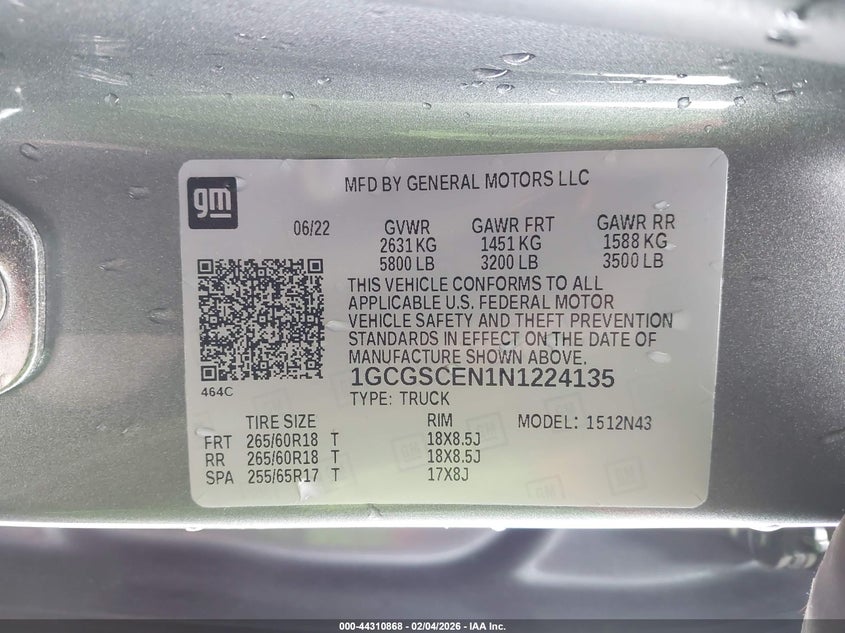 gm
MFD BY GENERAL MOTORS LLC
06/22 GVWR GAWR FRT GAWR RR
2631 KG 1451 KG 1588 KG
5800 LB 3200 LB 3500 LB
THIS VEHICLE CONFORMS TO ALL
APPLICABLE U.S. FEDERAL MOTOR
VEHICLE SAFETY AND THEFT PREVENTION
STANDARDS IN EFFECT ON THE DATE OF
MANUFACTURE SHOWN ABOVE.
464C
1GCGSCEN1N1224135
TYPE: TRUCK
TIRE SIZE RIM MODEL: 1512N43
FRT 265/60R18 T 18X8.5J
RR 265/60R18 T 18X8.5J
SPA 255/65R17 T 17X8J
000-44310868 - 02/04/2026 - IAA Inc.